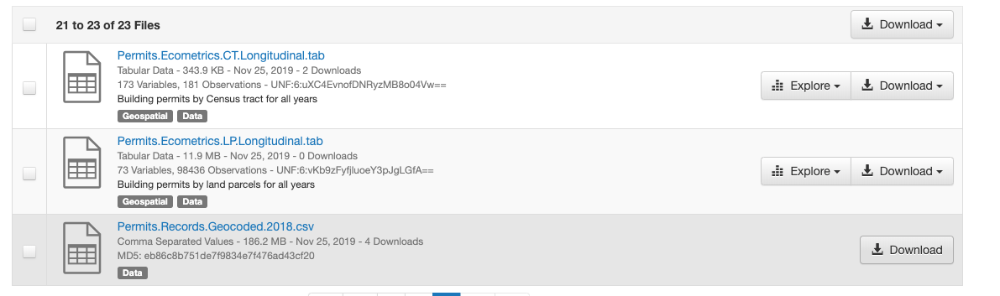 21 to 23 of 23 Files
Download
Permits.Ecometrics.CT.Longitudinal.tab
Tabular Data - 343.9 KB - Nov 25, 2019 - 2 Downloads
173 Variables, 181 Observations - UNF:6:uXC4EvnofDNRyzMB8o04Vw==
Building permits by Census tract for all years
Geospatial Data
Explore Download
Permits.Ecometrics.LP.Longitudinal.tab
Tabular Data - 11.9 MB - Nov 25, 2019 - 0 Downloads
73 Variables, 98436 Observations - UNF:6:vKb9zFyfjluoeY3pJgLGfA==
Building permits by land parcels for all years
Geospatial Data
Explore Download
Permits.Records.Geocoded.2018.csv
Comma Separated Values - 186.2 MB - Nov 25, 2019 - 4 Downloads
MD5: eb86c8b751de7f9834e7f476ad43cf20
Data
Download